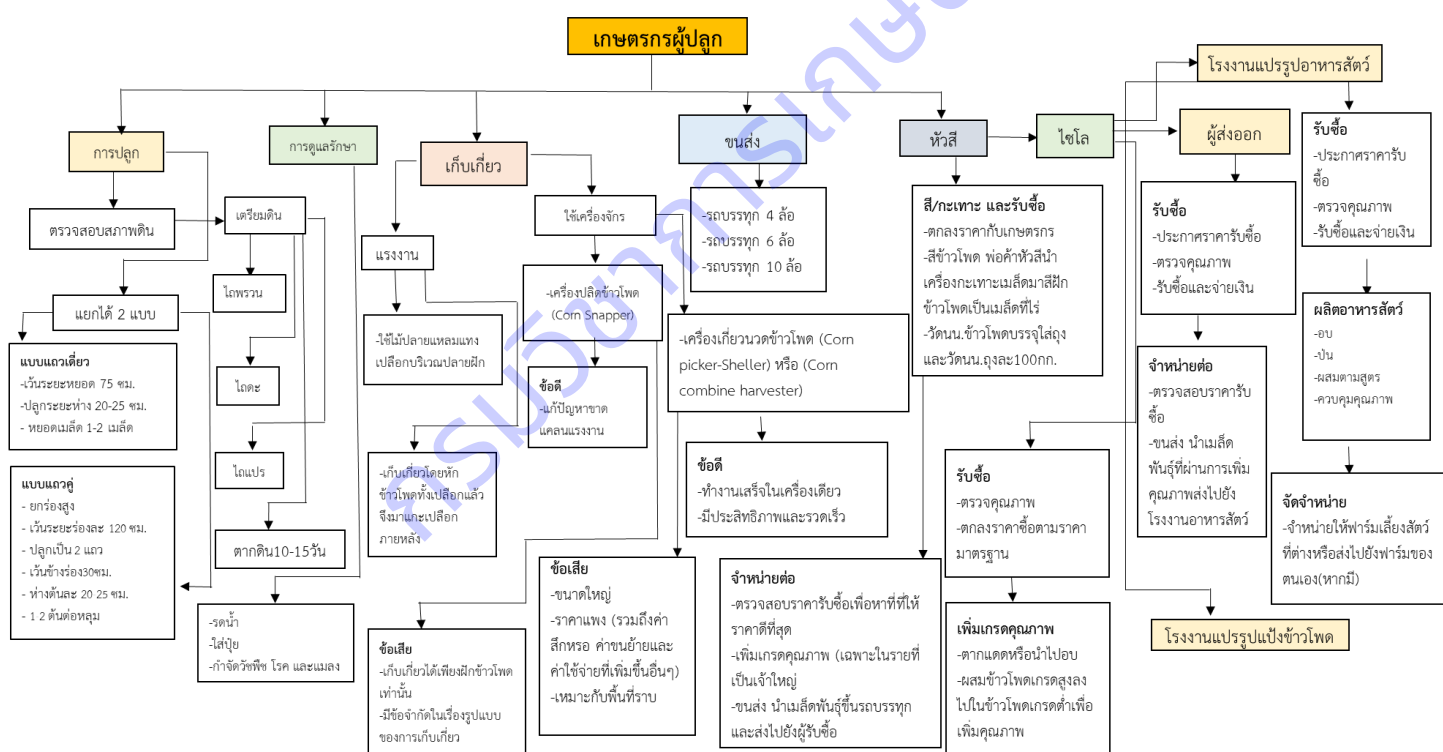 เกษตรกรผู้ปลูก
การปลูก
ตรวจสอบสภาพดิน
เตรียมดิน
ไถพรวน
ไถดะ
ไถแปร
ตากดิน10-15วัน
แยกได้ 2 แบบ
แบบแถวเดี่ยว
-เว้นระยะหยอด 75 ซม.
-ปลูกระยะห่าง 20-25 ซม.
- หยอดเมล็ด 1-2 เมล็ด
แบบแถวคู่
- ยกร่องสูง
- เว้นระยะร่องละ 120 ซม.
- ปลูกเป็น 2 แถว
- เว้นข้างร่อง30ซม.
- ห่างต้นละ 20 25 ซม.
- 1 2 ต้นต่อหลุม
การดูแลรักษา
-รดน้ำ
-ใส่ปุ๋ย
-กำจัดวัชพืช โรค และแมลง
เก็บเกี่ยว
แรงงาน
-ใช้ไม้ปลายแหลมแทง
เปลือกบริเวณปลายฝัก
-เก็บเกี่ยวโดยหัก
ข้าวโพดทั้งเปลือกแล้ว
จึงมาแกะเปลือก
ภายหลัง
ใช้เครื่องจักร
-เครื่องปลิดข้าวโพด
(Corn Snapper)
ข้อดี
-แก้ปัญหาขาด
แคลนแรงงาน
ข้อเสีย
-เก็บเกี่ยวได้เพียงฝักข้าวโพด
เท่านั้น
-มีข้อจำกัดในเรื่องรูปแบบ
ของการเก็บเกี่ยว
-เครื่องเกี่ยวนวดข้าวโพด (Corn
picker-Sheller) หรือ (Corn
combine harvester)
ข้อดี
-ทำงานเสร็จในเครื่องเดียว
-มีประสิทธิภาพและรวดเร็ว
ข้อเสีย
-ขนาดใหญ่
-ราคาแพง (รวมถึงค่า
สึกหรอ ค่าขนย้ายและ
ค่าใช้จ่ายที่เพิ่มขึ้นอื่นๆ)
-เหมาะกับพื้นที่ราบ
ขนส่ง
-รถบรรทุก 4 ล้อ
-รถบรรทุก 6 ล้อ
-รถบรรทุก 10 ล้อ
หัวสี
สี/กะเทาะ และรับซื้อ
-ตกลงราคากับเกษตรกร
-สีข้าวโพด พ่อค้าหัวสีนำ
เครื่องกะเทาะเมล็ดมาสีฝัก
ข้าวโพดเป็นเมล็ดที่ไร่
-วัดนน.ข้าวโพดบรรจุใส่ถุง
และวัดนน.ถุงละ100กก.
จำหน่ายต่อ
-ตรวจสอบราคารับซื้อเพื่อหาที่ที่ให้
ราคาดีที่สุด
-เพิ่มเกรดคุณภาพ (เฉพาะในรายที่
เป็นเจ้าใหญ่)
-ขนส่ง นำเมล็ดพันธุ์ขึ้นรถบรรทุก
และส่งไปยังผู้รับซื้อ
ไซโล
รับซื้อ
-ตรวจคุณภาพ
-ตกลงราคาซื้อตามราคา
มาตรฐาน
เพิ่มเกรดคุณภาพ
-ตากแดดหรือนำไปอบ
-ผสมข้าวโพดเกรดสูงลง
ไปในข้าวโพดเกรดต่ำเพื่อ
เพิ่มคุณภาพ
ผู้ส่งออก
รับซื้อ
-ประกาศราคารับซื้อ
-ตรวจคุณภาพ
-รับซื้อและจ่ายเงิน
จำหน่ายต่อ
-ตรวจสอบราคารับ
ซื้อ
-ขนส่ง นำเมล็ด
พันธุ์ที่ผ่านการเพิ่ม
คุณภาพส่งไปยัง
โรงงานอาหารสัตว์
โรงงานแปรรูปอาหารสัตว์
รับซื้อ
-ประกาศราคารับ
ซื้อ
-ตรวจคุณภาพ
-รับซื้อและจ่ายเงิน
ผลิตอาหารสัตว์
-อบ
-ป่น
-ผสมตามสูตร
-ควบคุมคุณภาพ
จัดจำหน่าย
-จำหน่ายให้ฟาร์มเลี้ยงสัตว์
ที่ต่างหรือส่งไปยังฟาร์มของ
ตนเอง(หากมี)
โรงงานแปรรูปแป้งข้าวโพด
กรมวิชาการเกษ